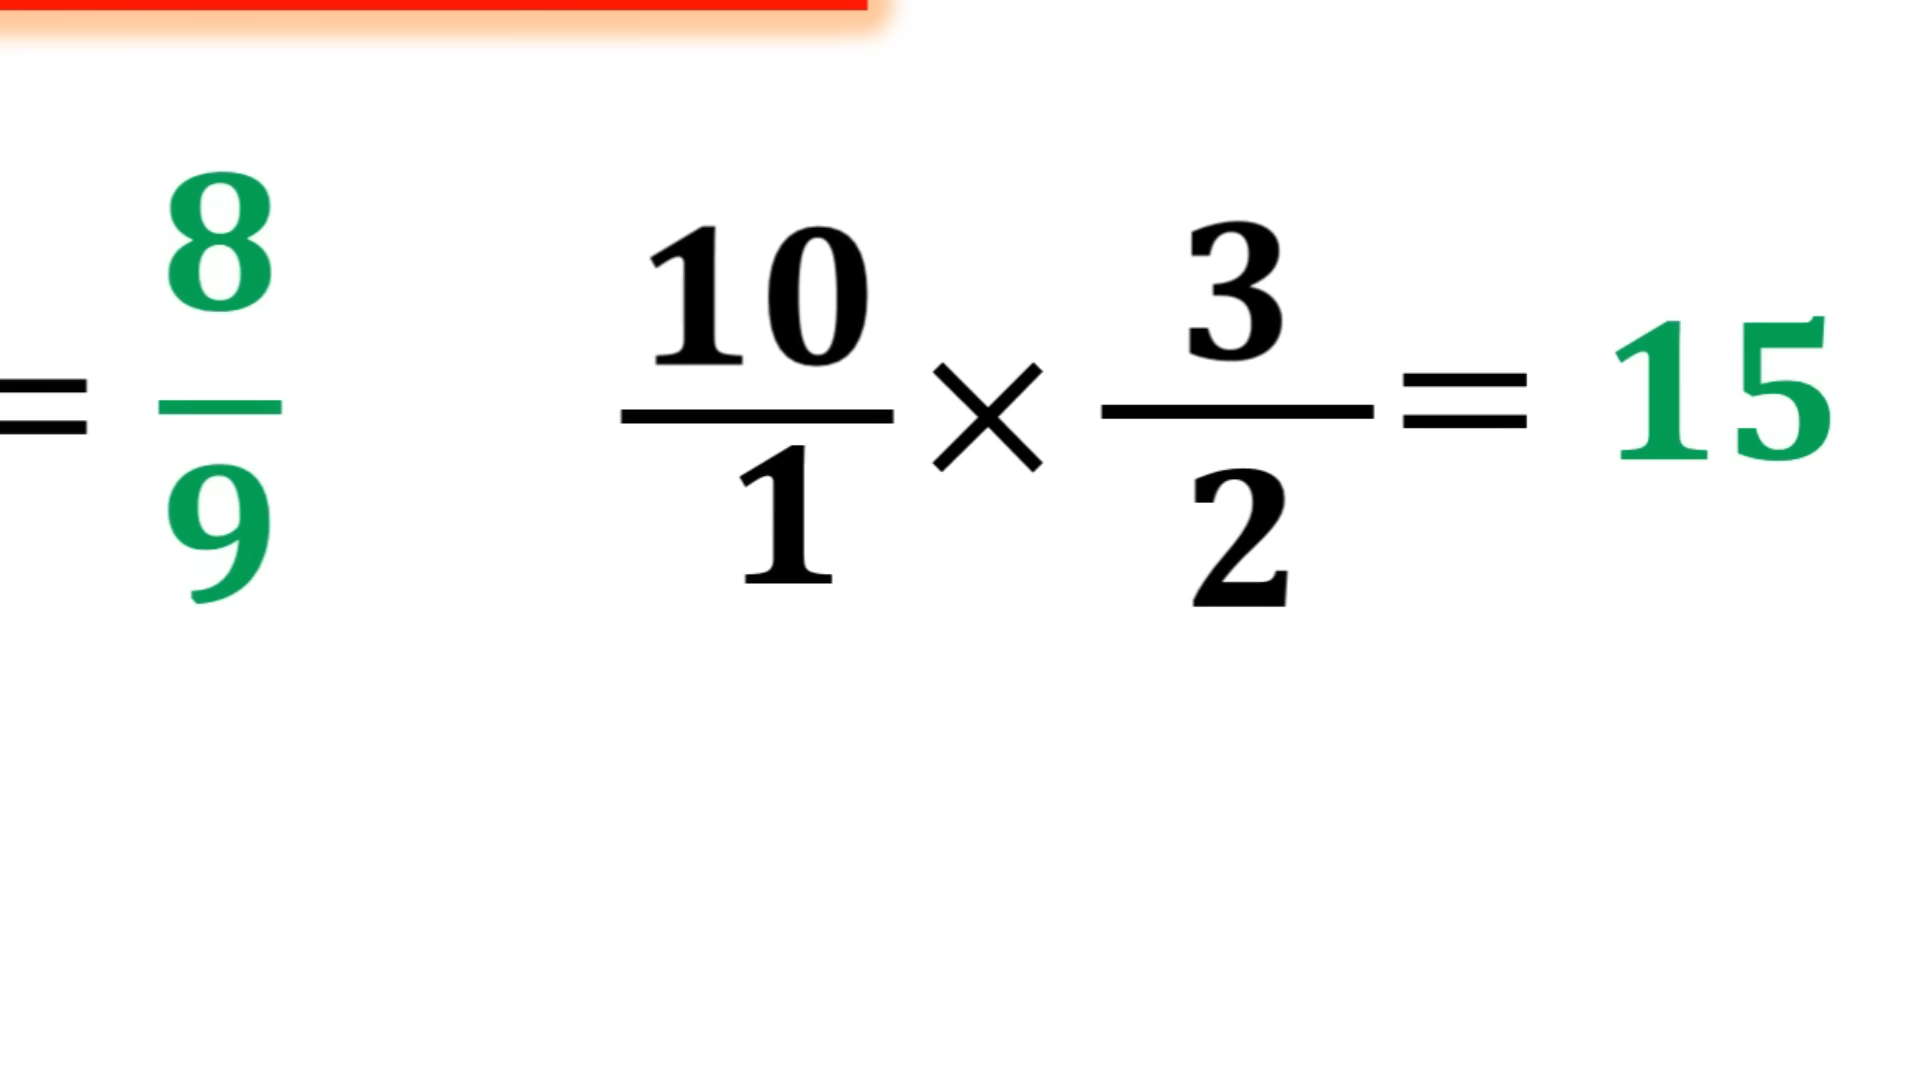 = 8/9
10/1 × 3/2 = 15